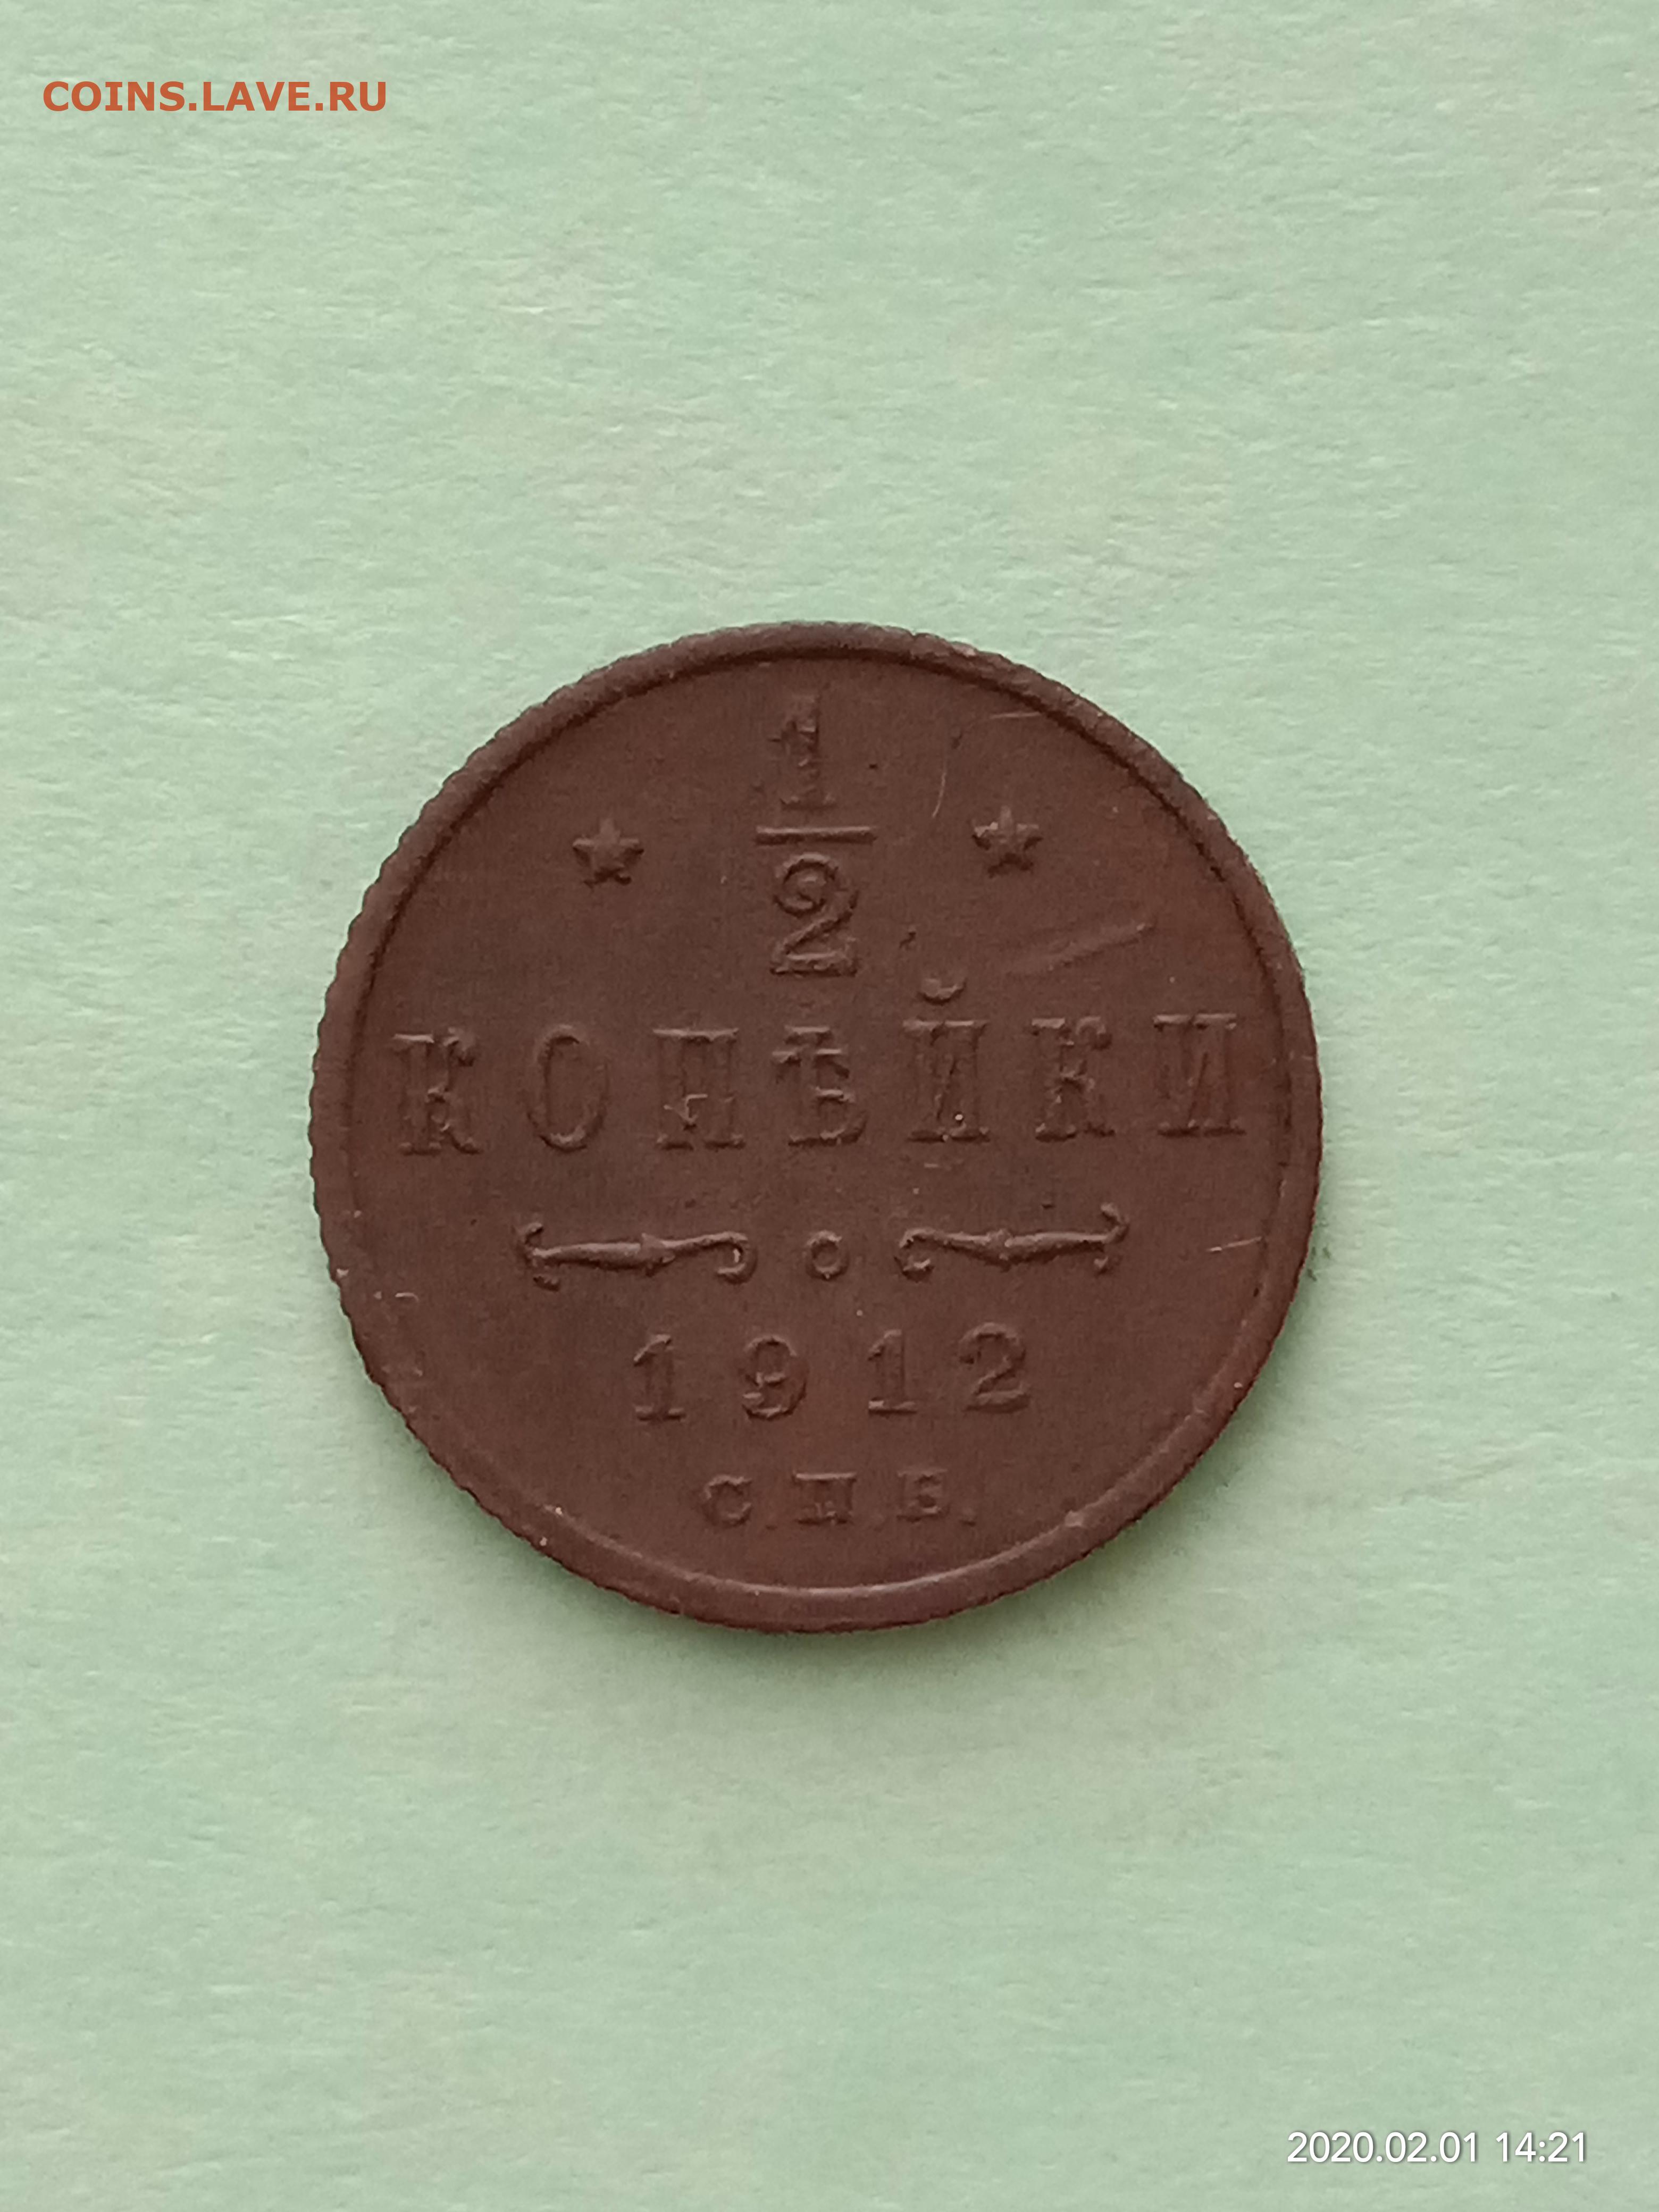 COINS.LAVE.RU
1
2
КОПѢЙКИ
1912
С.П.Б.
2020.02.01 14:21